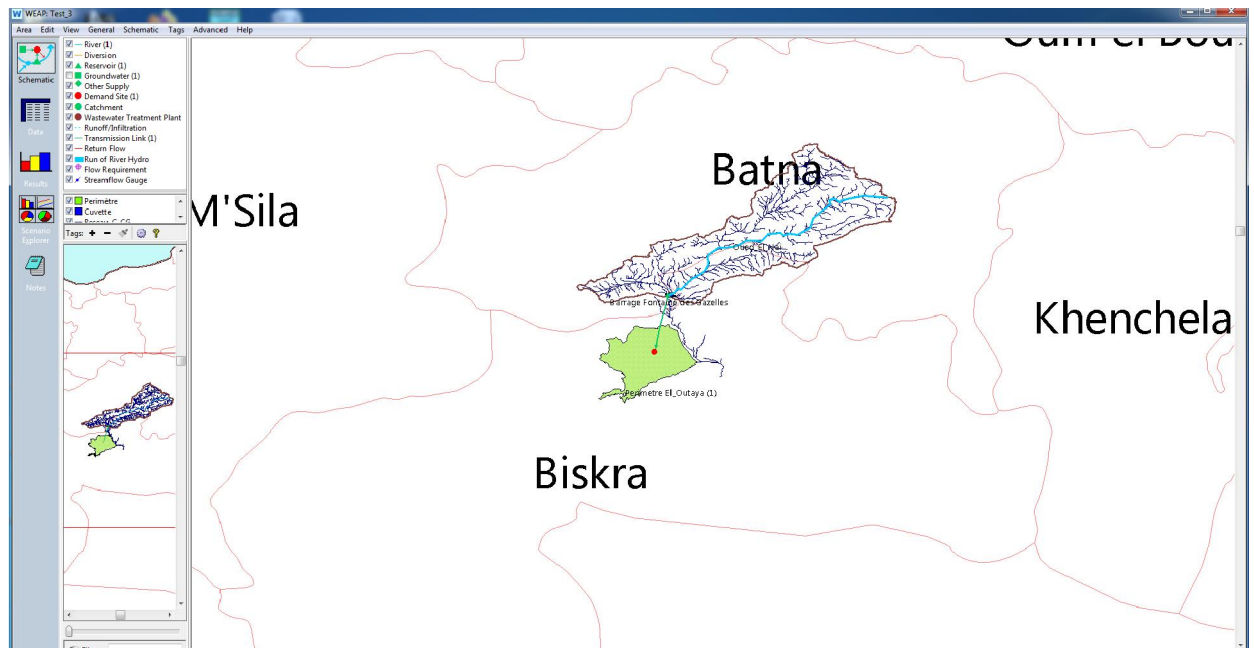 WEAP: Test_3
Area Edit View General Schematic Tags Advanced Help
Schematic
Data
Results
Scenario
Explorer
Notes
River (1)
Diversion
Reservoir (1)
Groundwater (1)
Other Supply
Demand Site (1)
Catchment
Wastewater Treatment Plant
Runoff/Infiltration
Transmission Link (1)
Return Flow
Run of River Hydro
Flow Requirement
Streamflow Gauge
Perimètre
Cuvette
Tags:
M'Sila
Batna
Barrage Fontaine des Gazelles
Khenchela
Perimetre El_Outaya (1)
Biskra